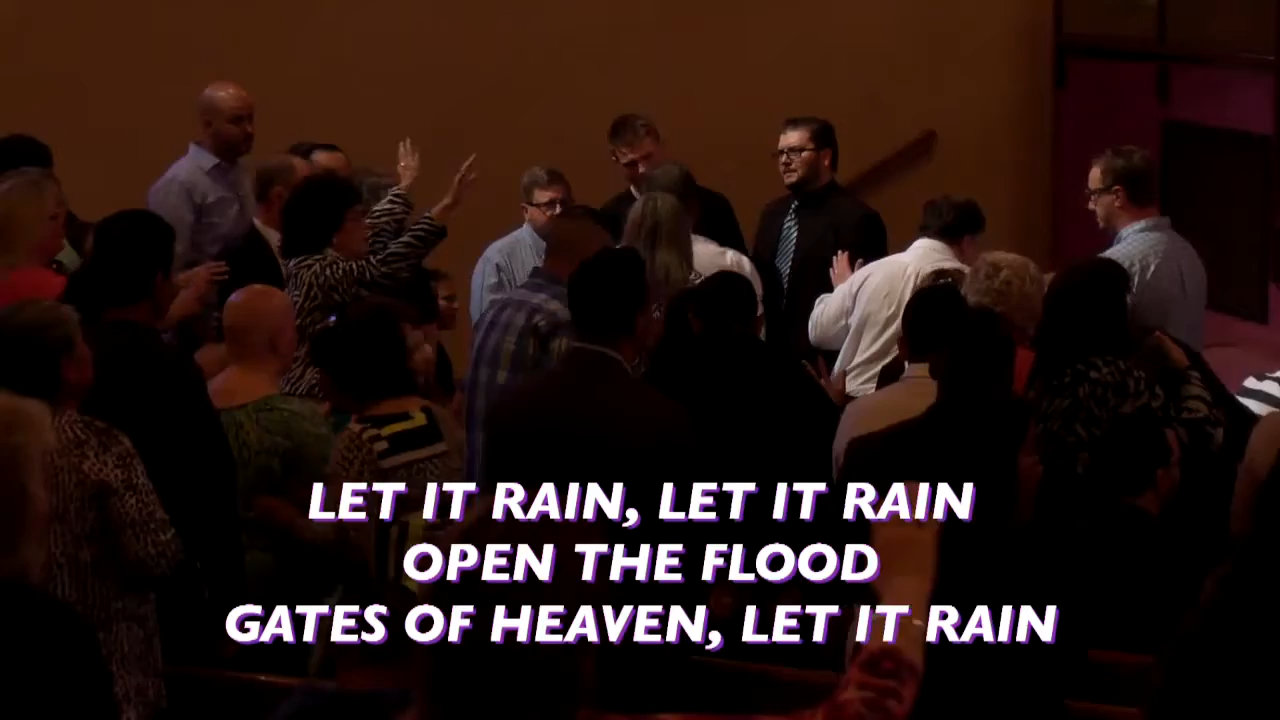 LET IT RAIN, LET IT RAIN
OPEN THE FLOOD
GATES OF HEAVEN, LET IT RAIN